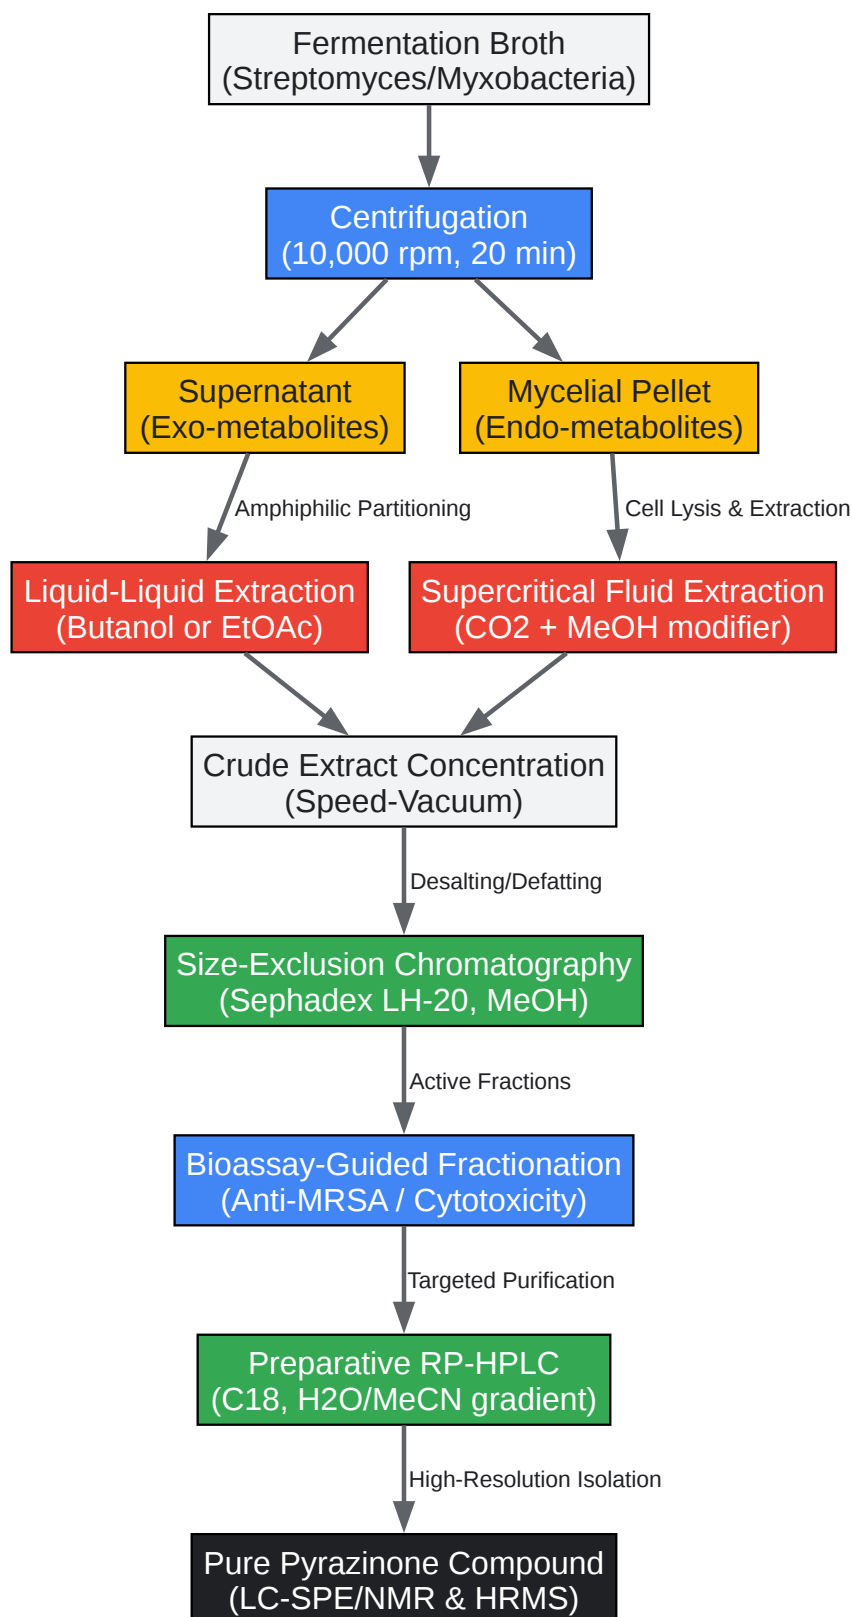 Fermentation Broth
(Streptomyces/Myxobacteria)
Centrifugation
(10,000 rpm, 20 min)
Supernatant
(Exo-metabolites)
Mycelial Pellet
(Endo-metabolites)
Amphiphilic Partitioning
Cell Lysis & Extraction
Liquid-Liquid Extraction
(Butanol or EtOAc)
Supercritical Fluid Extraction
(CO2 + MeOH modifier)
Crude Extract Concentration
(Speed-Vacuum)
Desalting/Defatting
Size-Exclusion Chromatography
(Sephadex LH-20, MeOH)
Active Fractions
Bioassay-Guided Fractionation
(Anti-MRSA / Cytotoxicity)
Targeted Purification
Preparative RP-HPLC
(C18, H2O/MeCN gradient)
High-Resolution Isolation
Pure Pyrazinone Compound
(LC-SPE/NMR & HRMS)